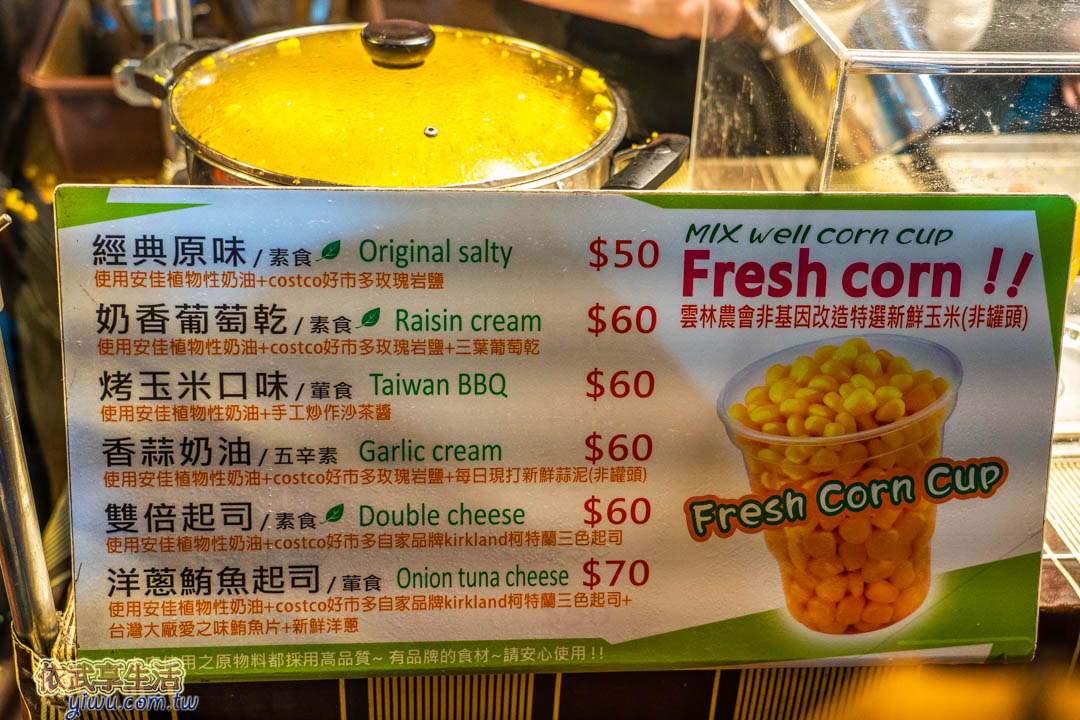 經典原味/素食 Original salty $50
使用安佳植物性奶油+costco好市多玫瑰岩鹽
奶香葡萄乾/素食 Raisin cream $60
使用安佳植物性奶油+costco好市多玫瑰岩鹽+三葉葡萄乾
烤玉米口味/葷食 Taiwan BBQ $60
使用安佳植物性奶油+手工炒作沙茶醬
香蒜奶油/五辛素 Garlic cream $60
使用安佳植物性奶油+costco好市多玫瑰岩鹽+每日現打新鮮蒜泥(非罐頭)
雙倍起司/素食 Double cheese $60
使用安佳植物性奶油+costco好市多自家品牌kirkland柯特蘭三色起司
洋蔥鮪魚起司/葷食 Onion tuna cheese $70
使用安佳植物性奶油+costco好市多自家品牌kirkland柯特蘭三色起司+
台灣大廠愛之味鮪魚片+新鮮洋蔥
使用之原物料都採用高品質~ 有品牌的食材~請安心使用!!
MIX well corn cup
Fresh corn !!
雲林農會非基因改造特選新鮮玉米(非罐頭)
Fresh Corn Cup
依武享生活
yiwu.com.tw